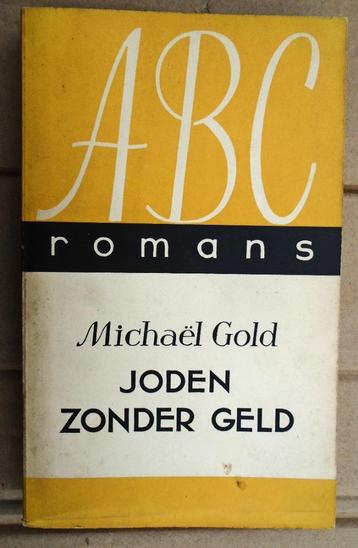 ABC
romans
Michaël Gold
JODEN
ZONDER GELD